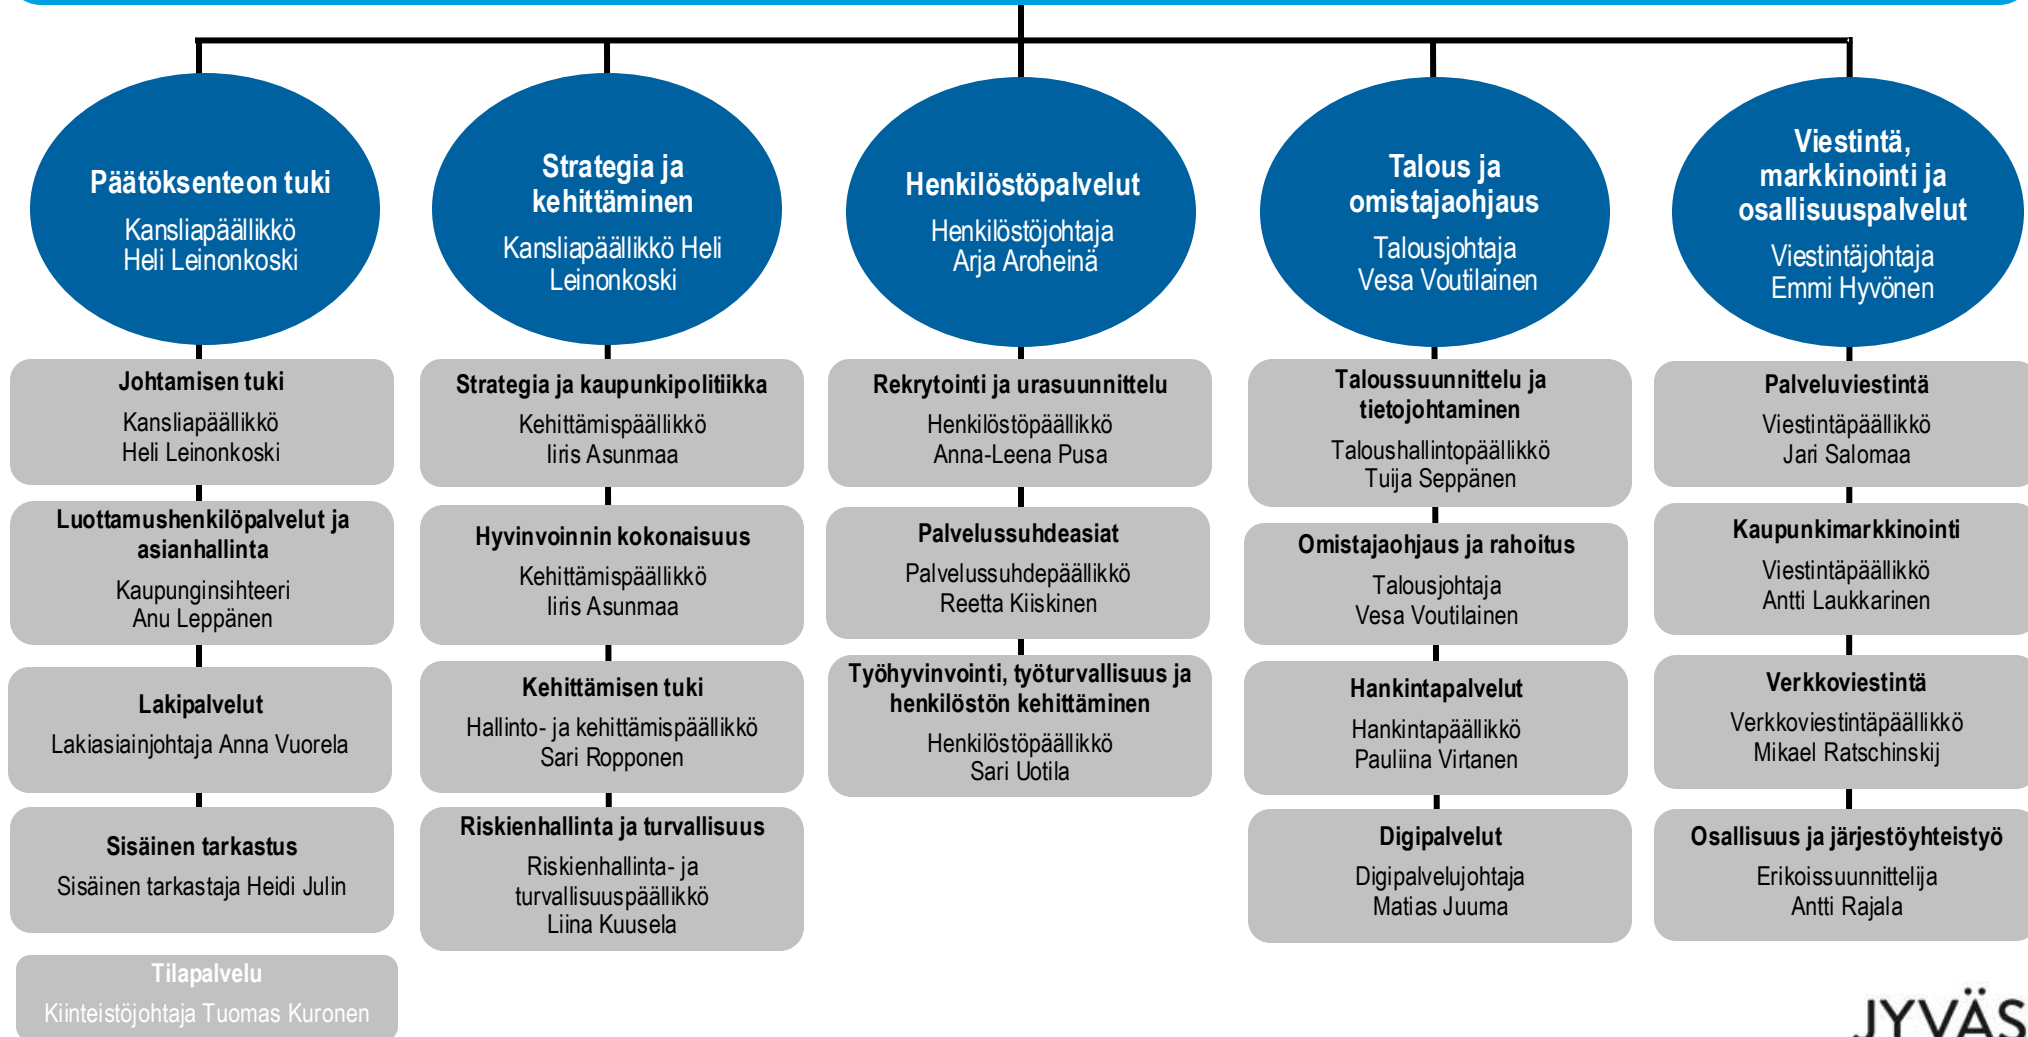 Päätöksenteon tuki
Kansliapäällikkö
Heli Leinonkoski
Johtamisen tuki
Kansliapäällikkö
Heli Leinonkoski
Luottamushenkilöpalvelut ja
asianhallinta
Kaupunginsihteeri
Anu Leppänen
Lakipalvelut
Lakiasiainjohtaja Anna Vuorela
Sisäinen tarkastus
Sisäinen tarkastaja Heidi Julin
Tilapalvelu
Kiinteistöjohtaja Tuomas Kuronen
Strategia ja
kehittäminen
Kansliapäällikkö Heli
Leinonkoski
Strategia ja kaupunkipolitiikka
Kehittämispäällikkö
Iiris Asunmaa
Hyvinvoinnin kokonaisuus
Kehittämispäällikkö
Iiris Asunmaa
Kehittämisen tuki
Hallinto- ja kehittämispäällikkö
Sari Ropponen
Riskienhallinta ja turvallisuus
Riskienhallinta- ja
turvallisuuspäällikkö
Liina Kuusela
Henkilöstöpalvelut
Henkilöstöjohtaja
Arja Aroheinä
Rekrytointi ja urasuunnittelu
Henkilöstöpäällikkö
Anna-Leena Pusa
Palvelussuhdeasiat
Palvelussuhdepäällikkö
Reetta Kiiskinen
Työhyvinvointi, työturvallisuus ja
henkilöstön kehittäminen
Henkilöstöpäällikkö
Sari Uotila
Talous ja
omistajaohjaus
Talousjohtaja
Vesa Voutilainen
Taloussuunnittelu ja
tietojohtaminen
Taloushallintopäällikkö
Tuija Seppänen
Omistajaohjaus ja rahoitus
Talousjohtaja
Vesa Voutilainen
Hankintapalvelut
Hankintapäällikkö
Pauliina Virtanen
Digipalvelut
Digipalvelujohtaja
Matias Juuma
Viestintä,
markkinointi ja
osallisuuspalvelut
Viestintäjohtaja
Emmi Hyvönen
Palveluviestintä
Viestintäpäällikkö
Jari Salomaa
Kaupunkimarkkinointi
Viestintäpäällikkö
Antti Laukkarinen
Verkkoviestintä
Verkkoviestintäpäällikkö
Mikael Ratschinskij
Osallisuus ja järjestöyhteistyö
Erikoissuunnittelija
Antti Rajala
JYVÄS